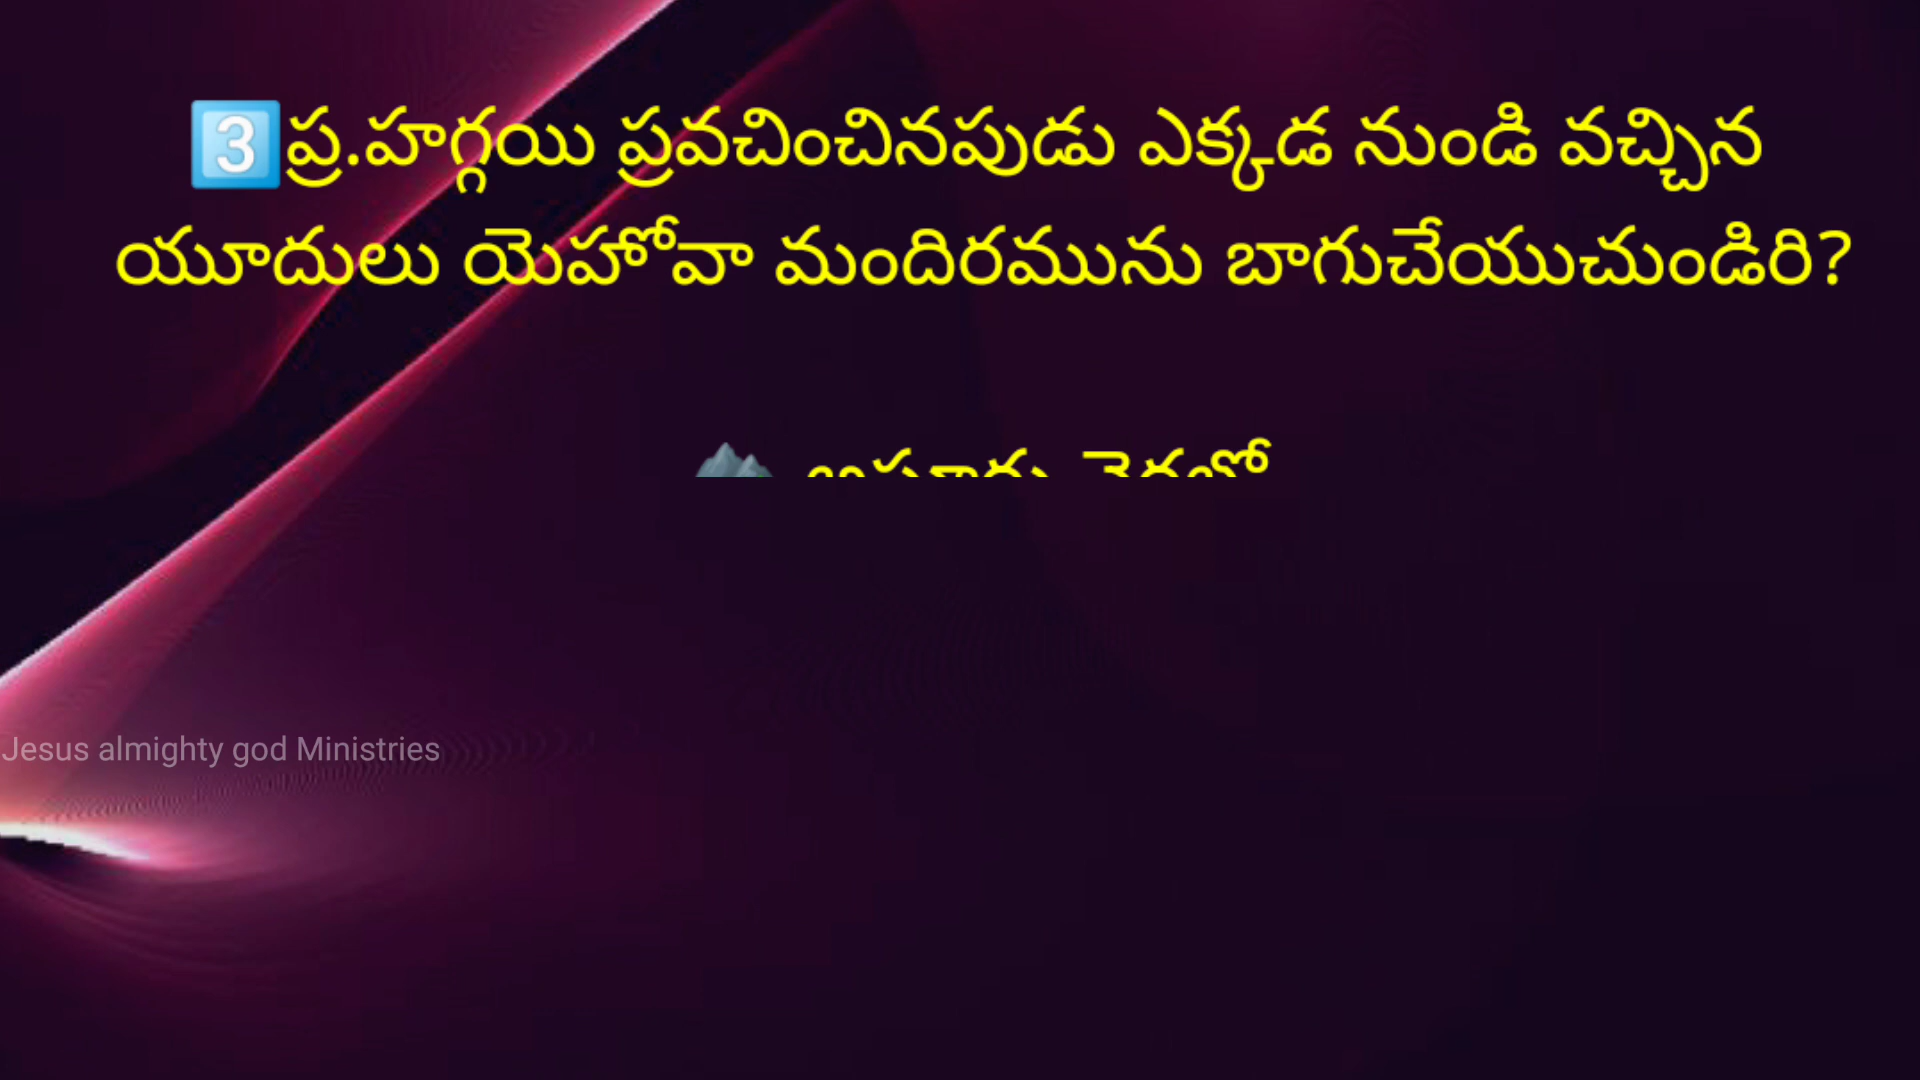 3️⃣ప్ర.హగ్గయి ప్రవచించినపుడు ఎక్కడ నుండి వచ్చిన
యూదులు యెహోవా మందిరమును బాగుచేయుచుండిరి?
Jesus almighty god Ministries